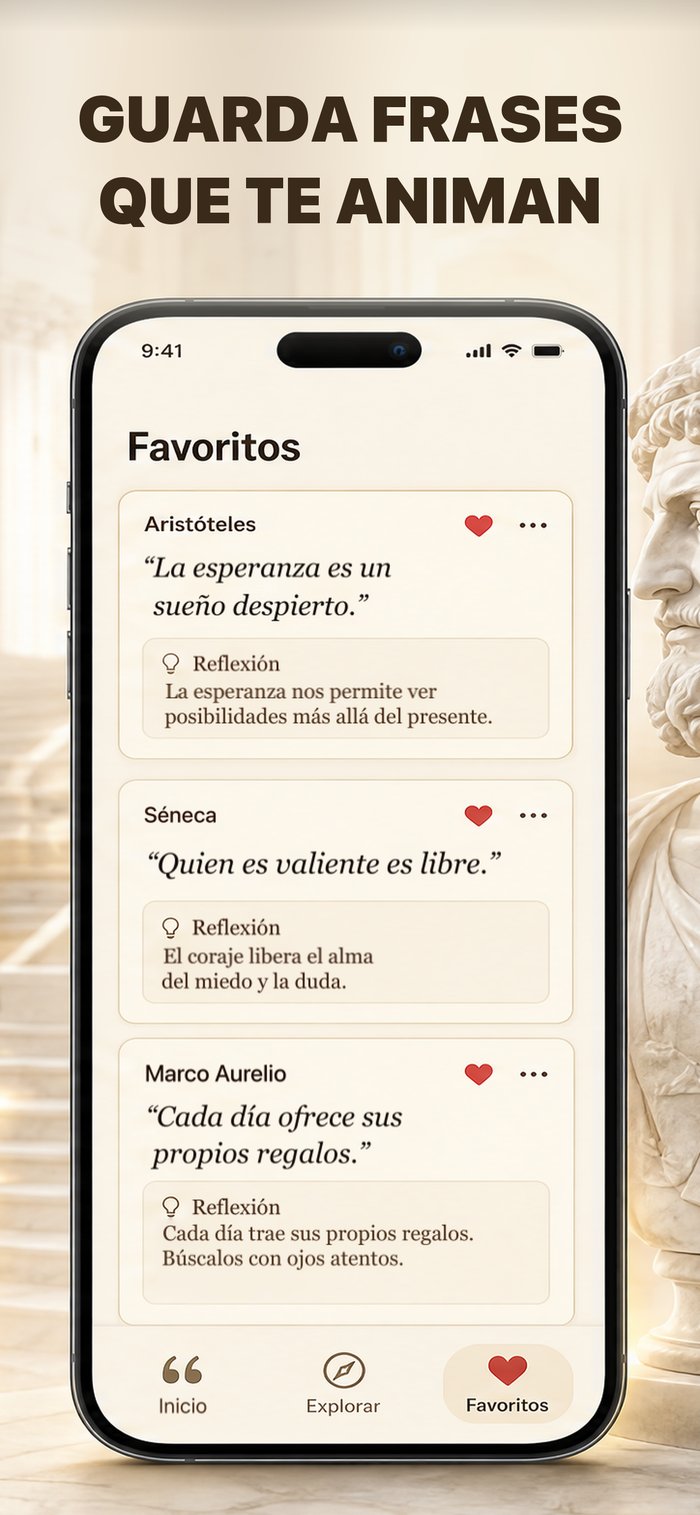 GUARDA FRASES
QUE TE ANIMAN
9:41
Favoritos
Aristóteles
“La esperanza es un
sueño despierto.”
Reflexión
La esperanza nos permite ver
posibilidades más allá del presente.
Séneca
“Quien es valiente es libre.”
Reflexión
El coraje libera el alma
del miedo y la duda.
Marco Aurelio
“Cada día ofrece sus
propios regalos.”
Reflexión
Cada día trae sus propios regalos.
Búscalos con ojos atentos.
Inicio
Explorar
Favoritos